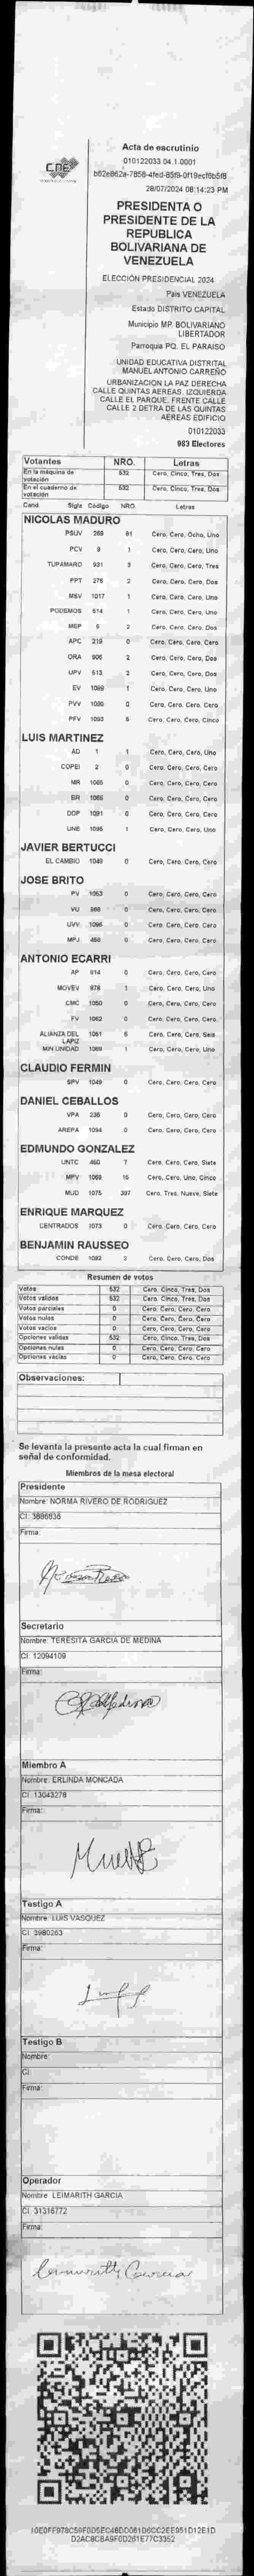 CNE
Acta de escrutinio
010122033 04.1.0001
28/07/2024 08:14:23 PM
PRESIDENTA O
PRESIDENTE DE LA
REPUBLICA
BOLIVARIANA DE
VENEZUELA
ELECCIÓN PRESIDENCIAL 2024
País VENEZUELA
Estado DISTRITO CAPITAL
Municipio MP. BOLIVARIANO
LIBERTADOR
Parroquia PQ. EL PARAISO
UNIDAD EDUCATIVA DISTRITAL
MANUEL ANTONIO CARREÑO
URBANIZACION LA PAZ DERECHA
CALLE QUINTAS AEREAS. IZQUIERDA
CALLE EL PARQUE. FRENTE CALLE
CALLE 2 DETRA DE LAS QUINTAS
AEREAS EDIFICIO
010122033
983 Electores
Votantes NRO. Letras
En la máquina de votación 532 Cero, Cinco, Tres, Dos
En el cuaderno de votación 532 Cero, Cinco, Tres, Dos
Cand. Sigla Código NRO. Letras
NICOLAS MADURO
PSUV 269 81 Cero, Cero, Ocho, Uno
PCV 9 1 Cero, Cero, Cero, Uno
TUPAMARO 931 3 Cero, Cero, Cero, Tres
PPT 278 2 Cero, Cero, Cero, Dos
MSV 1017 1 Cero, Cero, Cero, Uno
PODEMOS 514 1 Cero, Cero, Cero, Uno
MEP 5 2 Cero, Cero, Cero, Dos
APC 219 0 Cero, Cero, Cero, Cero
ORA 906 2 Cero, Cero, Cero, Dos
UPV 613 2 Cero, Cero, Cero, Dos
EV 1089 1 Cero, Cero, Cero, Uno
PVV 1090 0 Cero, Cero, Cero, Cero
PFV 1093 5 Cero, Cero, Cero, Cinco
LUIS MARTINEZ
AD 1 1 Cero, Cero, Cero, Uno
COPEI 2 0 Cero, Cero, Cero, Cero
MR 1065 0 Cero, Cero, Cero, Cero
BR 1066 0 Cero, Cero, Cero, Cero
DDP 1091 0 Cero, Cero, Cero, Cero
UNE 1095 1 Cero, Cero, Cero, Uno
JAVIER BERTUCCI
EL CAMBIO 1048 0 Cero, Cero, Cero, Cero
JOSE BRITO
PV 1053 0 Cero, Cero, Cero, Cero
VU 0 Cero, Cero, Cero, Cero
UVV 0 Cero, Cero, Cero, Cero
MPJ 458 0 Cero, Cero, Cero, Cero
ANTONIO ECARRI
AP 914 0 Cero, Cero, Cero, Cero
MOVEV 978 1 Cero, Cero, Cero, Uno
CMC 1050 0 Cero, Cero, Cero, Cero
FV 1062 0 Cero, Cero, Cero, Cero
ALIANZA DEL LAPIZ 1061 6 Cero, Cero, Cero, Seis
MIN UNIDAD 1069 1 Cero, Cero, Cero, Uno
CLAUDIO FERMIN
SPV 1049 0 Cero, Cero, Cero, Cero
DANIEL CEBALLOS
VPA 0 Cero, Cero, Cero, Cero
AREPA 1094 0 Cero, Cero, Cero, Cero
EDMUNDO GONZALEZ
UNTC 460 7 Cero, Cero, Cero, Siete
MPV 15 Cero, Cero, Uno, Cinco
MUD 1075 397 Cero, Tres, Nueve, Siete
ENRIQUE MARQUEZ
CENTRADOS 1073 0 Cero, Cero, Cero, Cero
BENJAMIN RAUSSEO
CONDE 2 Cero, Cero, Cero, Dos
Resumen de votos
Votos 532 Cero, Cinco, Tres, Dos
Votos válidos 532 Cero, Cinco, Tres, Dos
Votos parciales 0 Cero, Cero, Cero, Cero
Votos nulos 0 Cero, Cero, Cero, Cero
Votos vacíos 0 Cero, Cero, Cero, Cero
Opciones válidas 532 Cero, Cinco, Tres, Dos
Opciones nulas 0 Cero, Cero, Cero, Cero
Opciones vacías 0 Cero, Cero, Cero, Cero
Observaciones:
Se levanta la presente acta la cual firman en
señal de conformidad.
Miembros de la mesa electoral
Presidente
Nombre: NORMA RIVERO DE RODRIGUEZ
CI:
Firma:
Secretario
Nombre: TERESITA GARCIA DE MEDINA
CI: 12094109
Firma:
Miembro A
Nombre: ERLINDA MONCADA
CI: 13043278
Firma:
Testigo A
Nombre: LUIS VASQUEZ
CI: 3980263
Firma:
Testigo B
Nombre:
CI:
Firma:
Operador
Nombre: LEIMARITH GARCIA
CI: 31316772
Firma: